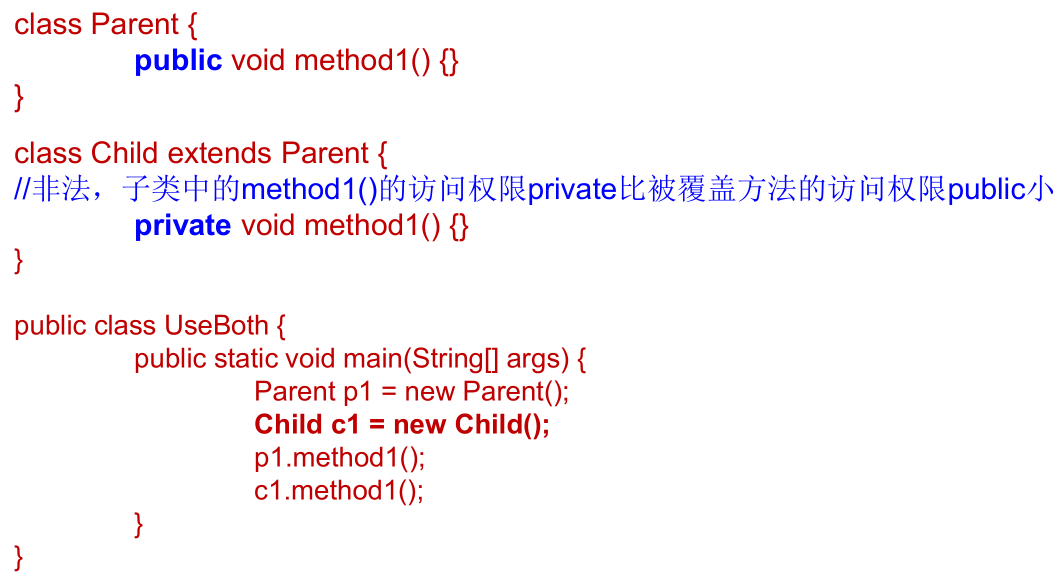 class Parent {
public void method1() {}
}
class Child extends Parent {
//非法，子类中的method1()的访问权限private比被覆盖方法的访问权限public小
private void method1() {}
}
public class UseBoth {
public static void main(String[] args) {
Parent p1 = new Parent();
Child c1 = new Child();
p1.method1();
c1.method1();
}
}